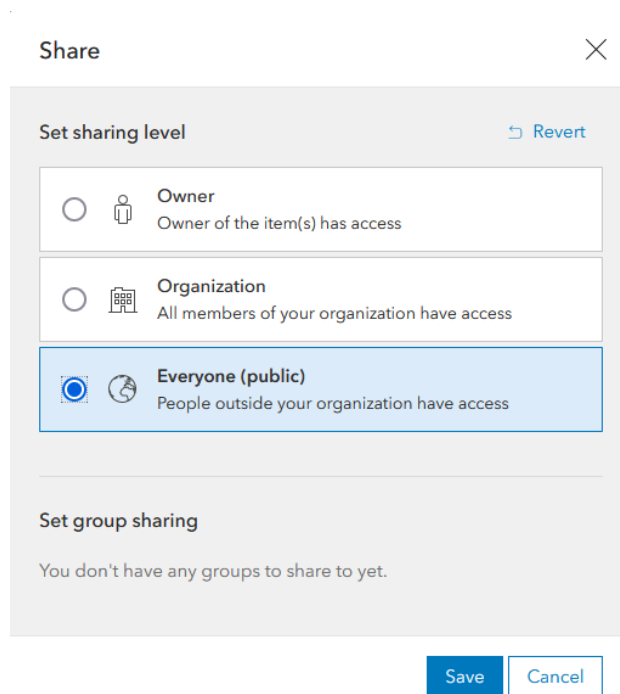 Share
Set sharing level
Revert
Owner
Owner of the item(s) has access
Organization
All members of your organization have access
Everyone (public)
People outside your organization have access
Set group sharing
You don't have any groups to share to yet.
Save
Cancel